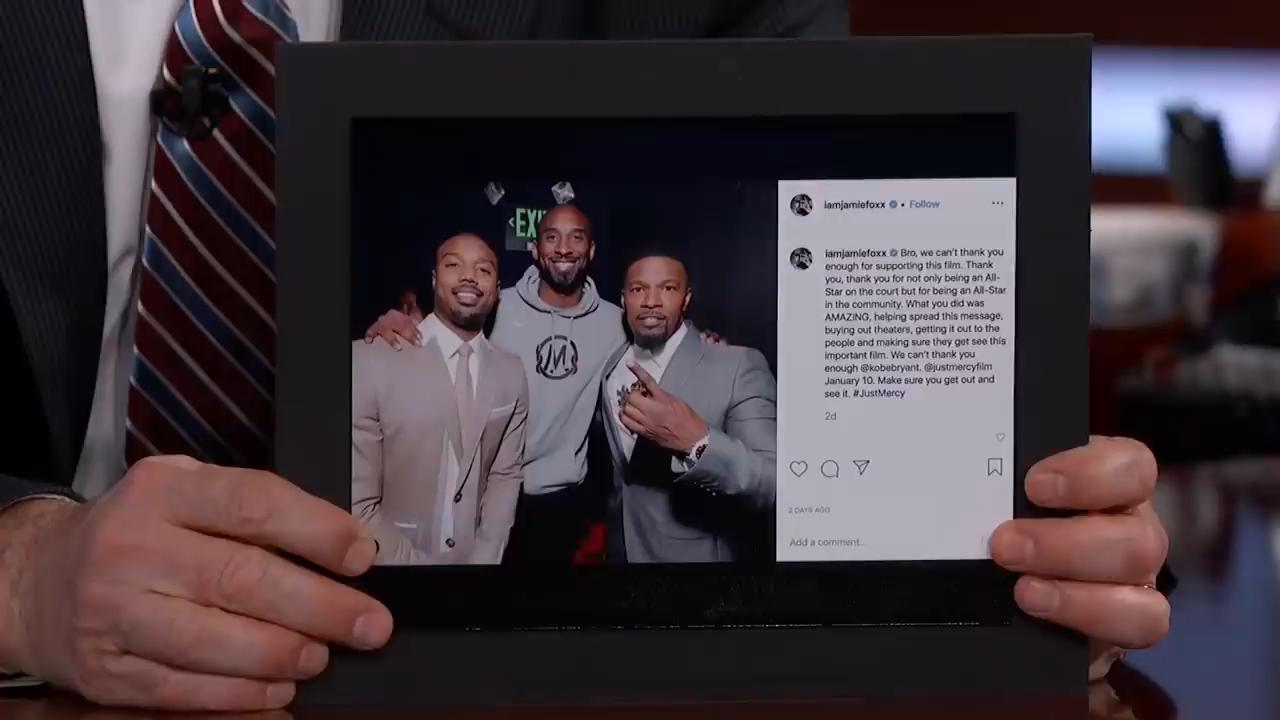 <EXI
M
iamjamiefoxx • Follow
iamjamiefoxx Bro, we can't thank you
enough for supporting this film. Thank
you, thank you for not only being an All-
Star on the court but for being an All-Star
in the community. What you did was
AMAZING, helping spread this message,
buying out theaters, getting it out to the
people and making sure they get see this
important film. We can't thank you
enough @kobebryant. @justmercyfilm
January 10. Make sure you get out and
see it. #JustMercy
2d
2 DAYS AGO
Add a comment...